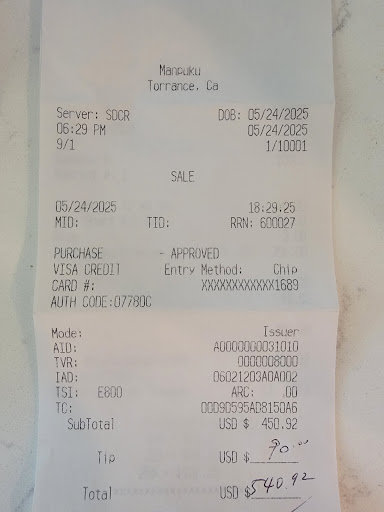 Manpuku
Torrance, Ca
Server: SDCR DOB: 05/24/2025
06:29 PM 05/24/2025
9/1 1/10001
SALE
05/24/2025 18:29.25
MID: TID: RRN: 600027
PURCHASE - APPROVED
VISA CREDIT Entry Method: Chip
CARD #: XXXXXXXXXXXX1689
AUTH CODE:07780C
Mode: Issuer
AID: A0000000031010
TVR: 0000008000
IAD: 06021203A0A002
TSI: E800 ARC: 00
TC: 00D9D595AD8150A6
SubTotal USD $ 450.92
Tip USD $ 90.00
Total USD $ 540.92